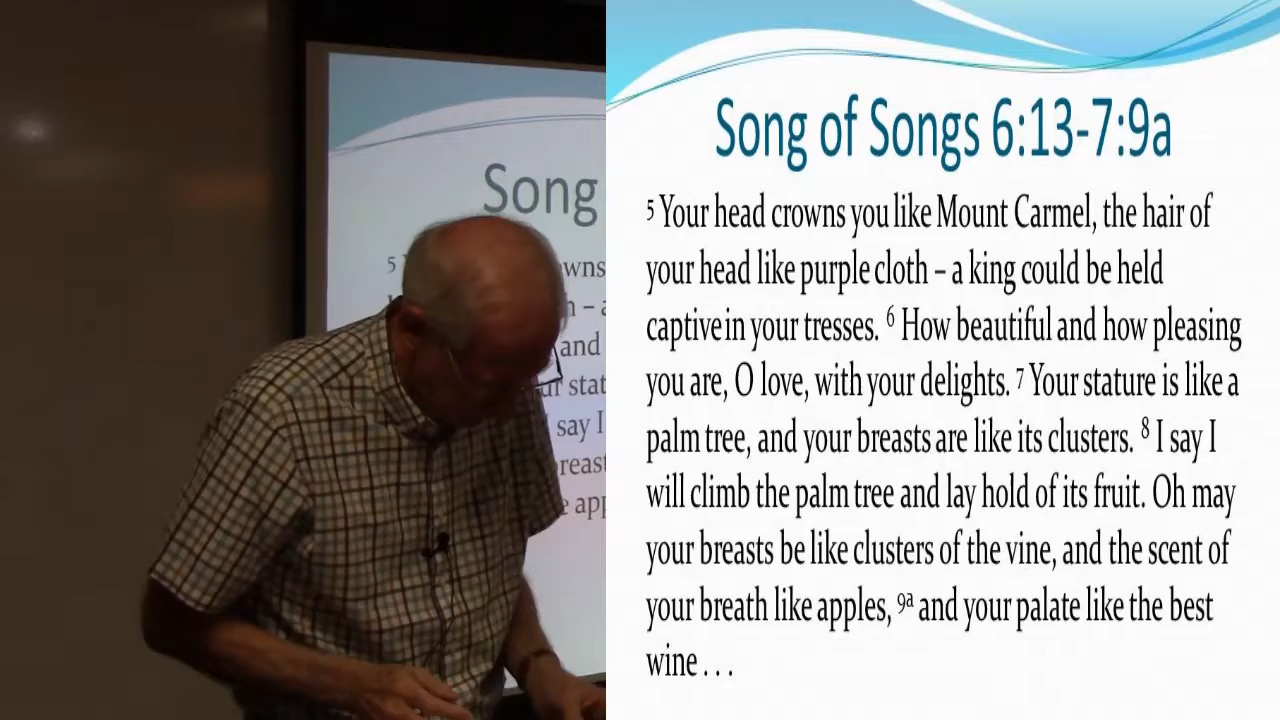 Song
5
and
say I
Song of Songs 6:13-7:9a
5 Your head crowns you like Mount Carmel, the hair of
your head like purple cloth – a king could be held
captive in your tresses. 6 How beautiful and how pleasing
you are, O love, with your delights. 7 Your stature is like a
palm tree, and your breasts are like its clusters. 8 I say I
will climb the palm tree and lay hold of its fruit. Oh may
your breasts be like clusters of the vine, and the scent of
your breath like apples, 9a and your palate like the best
wine . . .